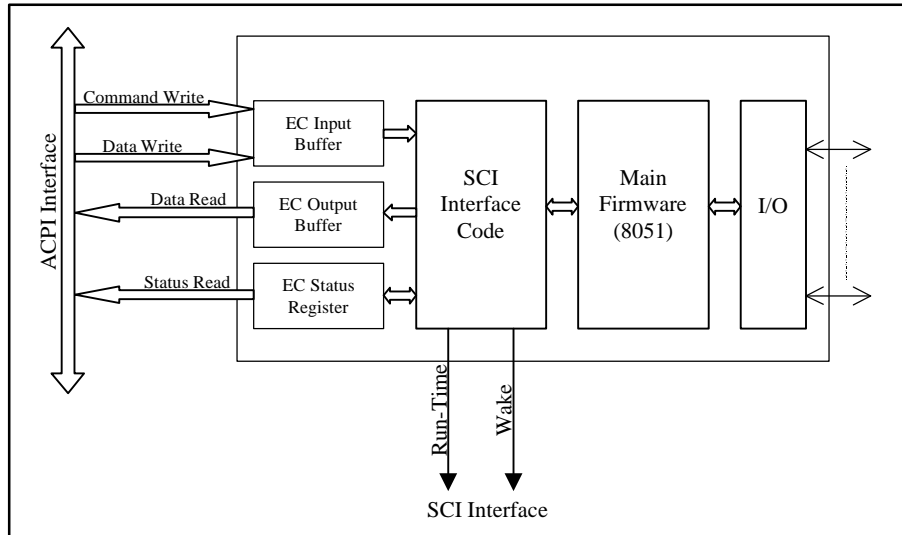 ACPI Interface
Command Write
Data Write
Data Read
Status Read
EC Input
Buffer
EC Output
Buffer
EC Status
Register
SCI
Interface
Code
Main
Firmware
(8051)
I/O
Run-Time
Wake
SCI Interface